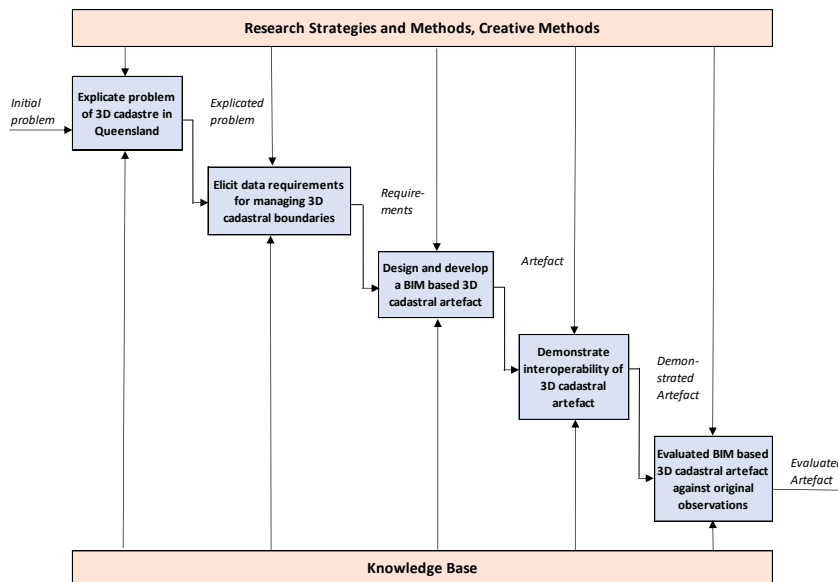 Research Strategies and Methods, Creative Methods
Initial
problem
Explicate problem
of 3D cadastre in
Queensland
Explicated
problem
Elicit data requirements
for managing 3D
cadastral boundaries
Require-
ments
Design and develop
a BIM based 3D
cadastral artefact
Artefact
Demonstrate
interoperability of
3D cadastral
artefact
Demon-
strated
Artefact
Evaluated BIM based
3D cadastral artefact
against original
observations
Evaluated
Artefact
Knowledge Base